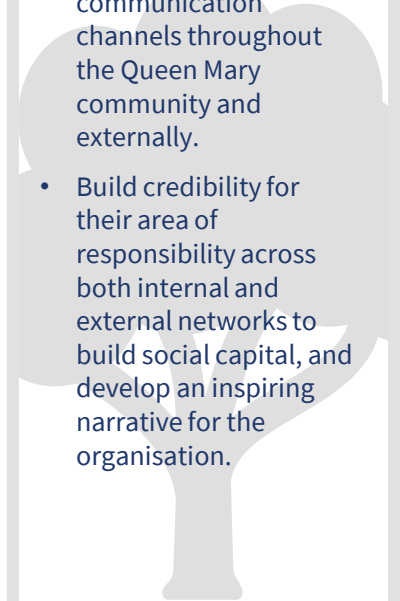 communication
channels throughout
the Queen Mary
community and
externally.
• Build credibility for
their area of
responsibility across
both internal and
external networks to
build social capital, and
develop an inspiring
narrative for the
organisation.